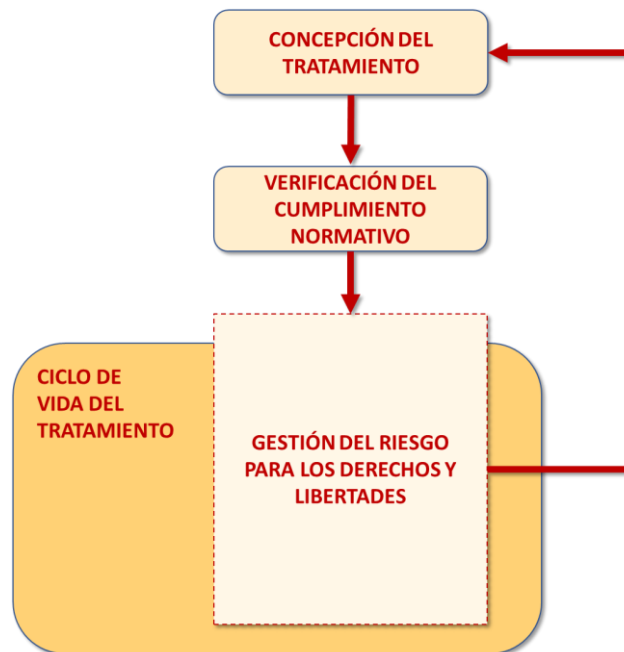 CONCEPCIÓN DEL
TRATAMIENTO
VERIFICACIÓN DEL
CUMPLIMIENTO
NORMATIVO
CICLO DE
VIDA DEL
TRATAMIENTO
GESTIÓN DEL RIESGO
PARA LOS DERECHOS Y
LIBERTADES